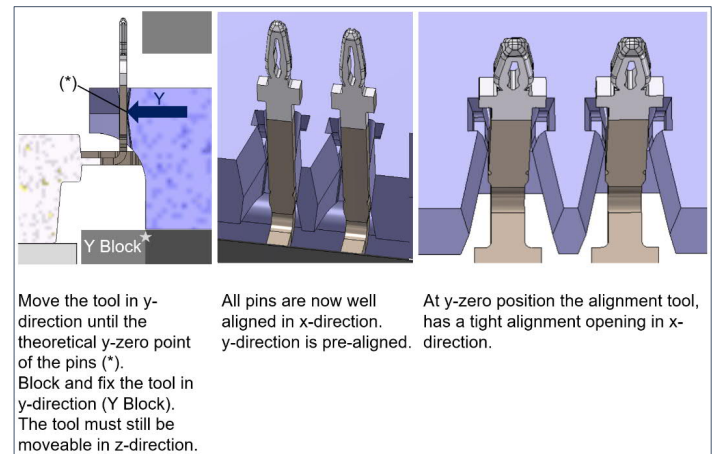 (*)
Y
Y Block
Move the tool in y-
direction until the
theoretical y-zero point
of the pins (*).
Block and fix the tool in
y-direction (Y Block).
The tool must still be
moveable in z-direction.
All pins are now well
aligned in x-direction.
y-direction is pre-aligned.
At y-zero position the alignment tool,
has a tight alignment opening in x-
direction.